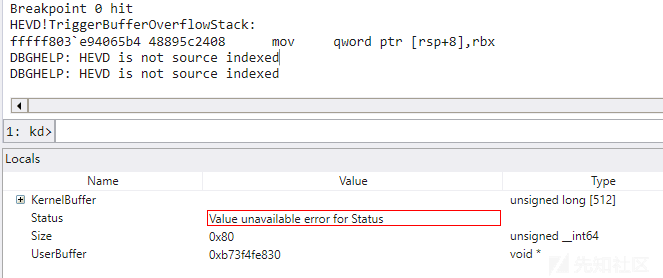 Breakpoint 0 hit
HEVD!TriggerBufferOverflowStack:
fffff803`e94065b4 48895c2408 mov qword ptr [rsp+8],rbx
DBGHELP: HEVD is not source indexed
DBGHELP: HEVD is not source indexed
1: kd>
Locals
Name Value Type
KernelBuffer unsigned long [512]
Status Value unavailable error for Status
Size 0x80 unsigned __int64
UserBuffer 0xb73f4fe830 void *
先知社区